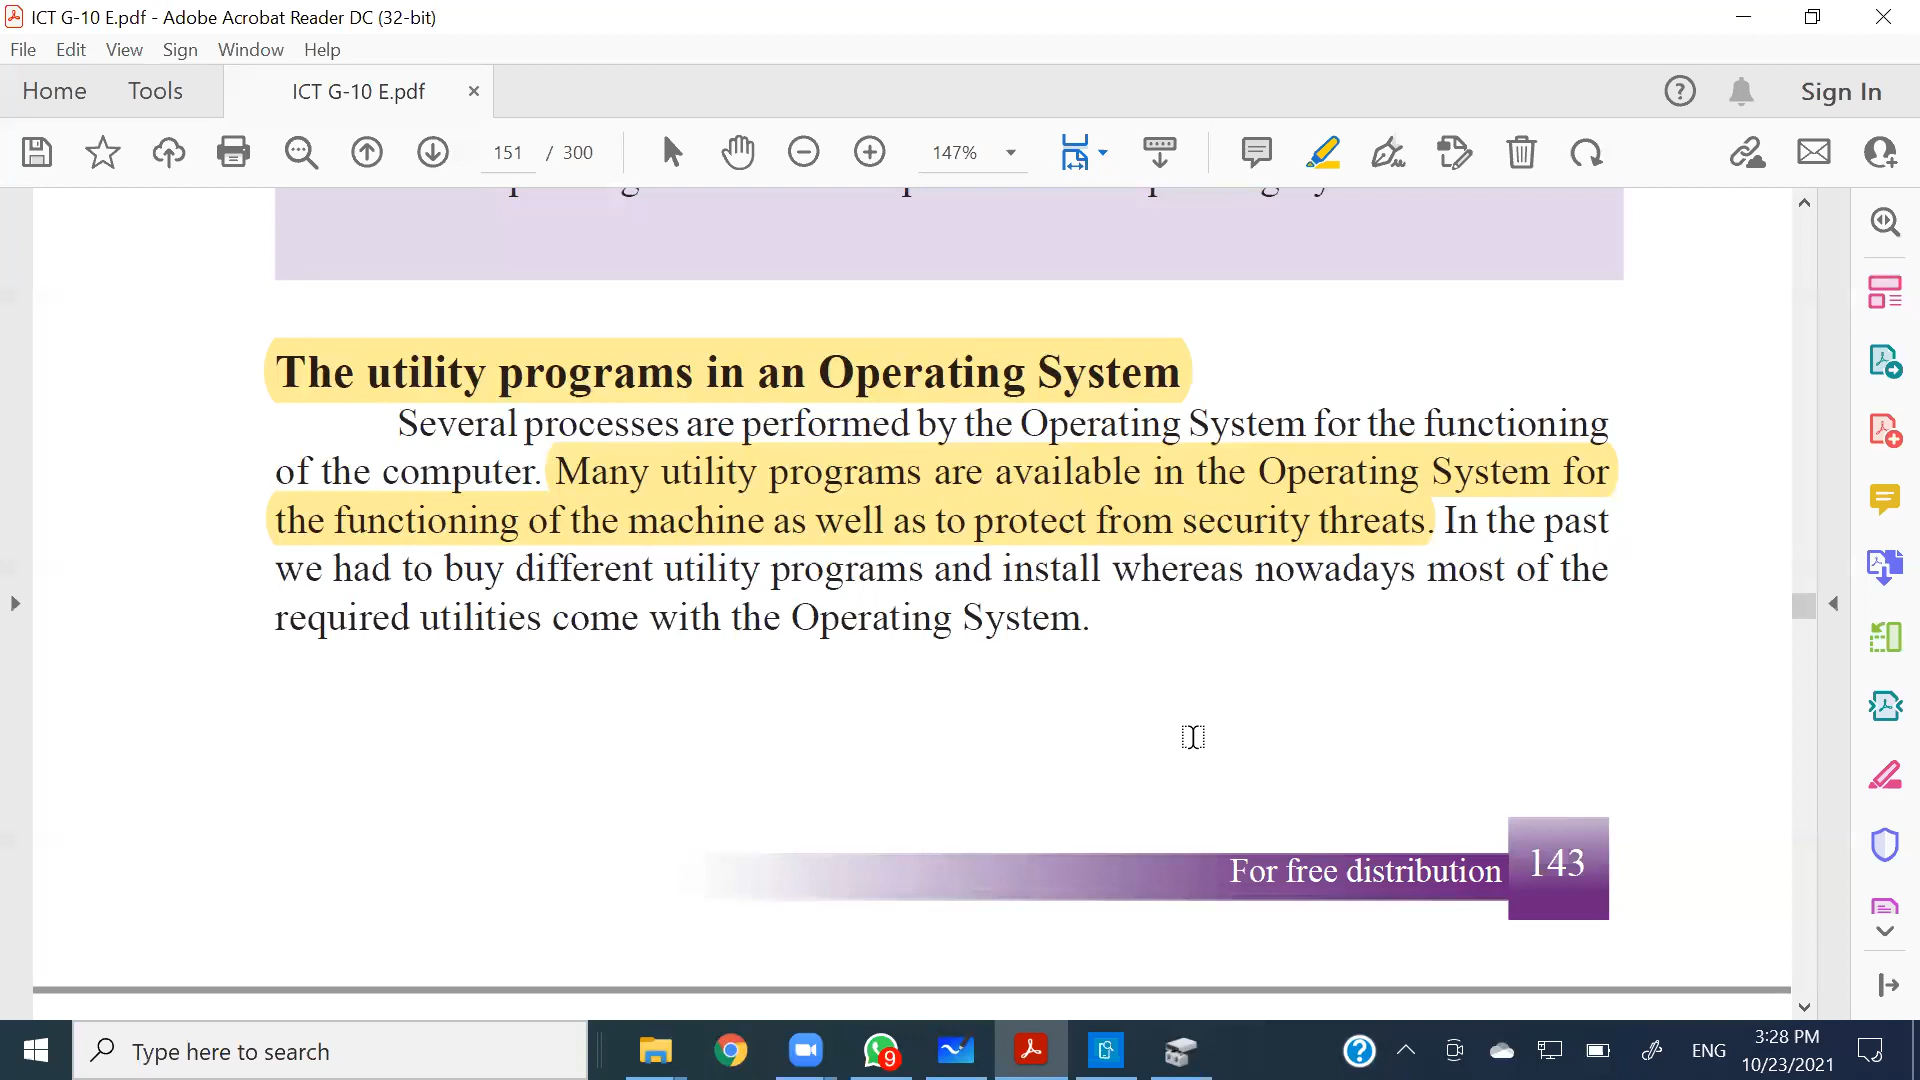 ICT G-10 E.pdf - Adobe Acrobat Reader DC (32-bit)
File Edit View Sign Window Help
Home Tools ICT G-10 E.pdf Sign In
151 / 300 147%
The utility programs in an Operating System
Several processes are performed by the Operating System for the functioning
of the computer. Many utility programs are available in the Operating System for
the functioning of the machine as well as to protect from security threats. In the past
we had to buy different utility programs and install whereas nowadays most of the
required utilities come with the Operating System.
For free distribution 143
Type here to search
9
ENG
3:28 PM
10/23/2021